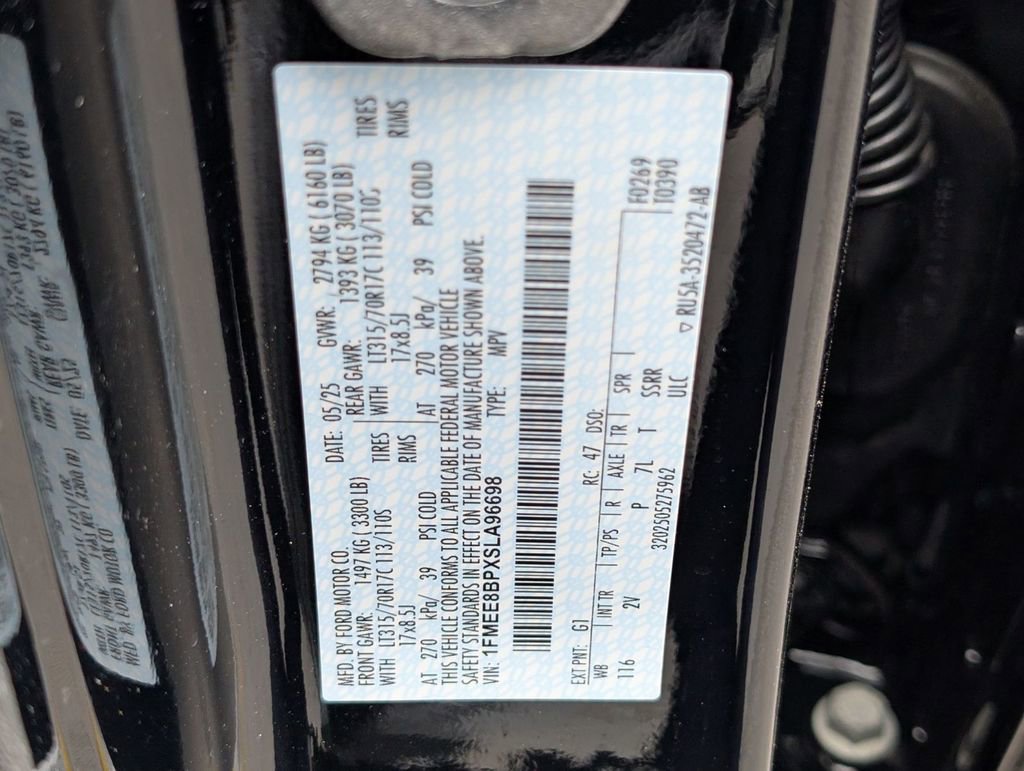 MFD. BY FORD MOTOR CO.
DATE: 05/25 GVWR: 2794 KG ( 6160 LB)
FRONT GAWR: 1497 KG ( 3300 LB) REAR GAWR: 1393 KG ( 3070 LB)
WITH LT315/70R17C 113/110S TIRES WITH LT315/70R17C 113/110G TIRES
17x8.5J RIMS 17x8.5J RIMS
AT 270 kPa/ 39 PSI COLD AT 270 kPa/ 39 PSI COLD
THIS VEHICLE CONFORMS TO ALL APPLICABLE FEDERAL MOTOR VEHICLE
SAFETY STANDARDS IN EFFECT ON THE DATE OF MANUFACTURE SHOWN ABOVE.
VIN: 1FMEE8BPXSLA96698 TYPE: MPV
EXT PNT: G1 RC: 47 DSO: F0269
WB INTTR TP/PS R AXLE TR SPR T0390
116 2V P 7L T SSRR
ULC
3202505275962 ▽ RU5A-3520472-AB